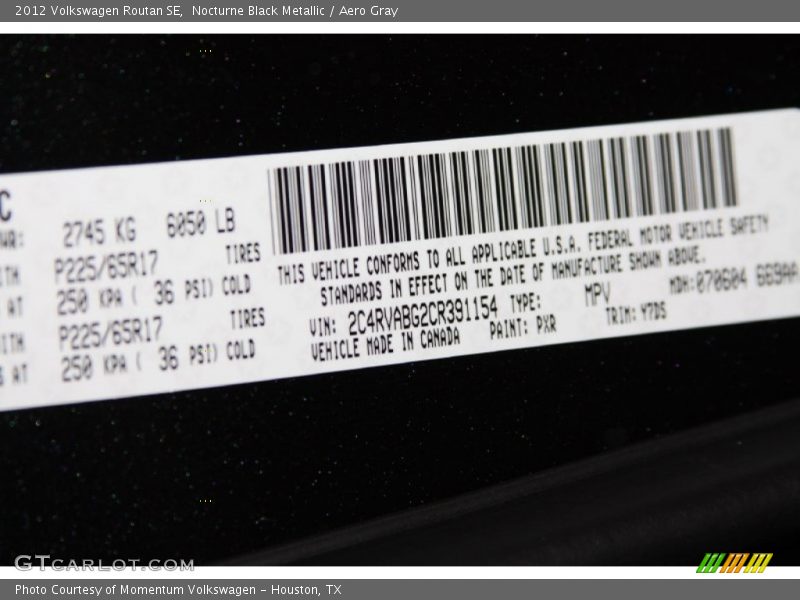 2012 Volkswagen Routan SE, Nocturne Black Metallic / Aero Gray
C
2745 KG 6050 LB
P225/65R17 TIRES
AT 250 KPA ( 36 PSI) COLD
P225/65R17 TIRES
AT 250 KPA ( 36 PSI) COLD
THIS VEHICLE CONFORMS TO ALL APPLICABLE U.S.A. FEDERAL MOTOR VEHICLE SAFETY
STANDARDS IN EFFECT ON THE DATE OF MANUFACTURE SHOWN ABOVE.
VIN: 2C4RVABG2CR391154 TYPE: MPV MDH:070604
VEHICLE MADE IN CANADA PAINT: PXR TRIM: Y7DS
GTCARLOT.COM
Photo Courtesy of Momentum Volkswagen - Houston, TX